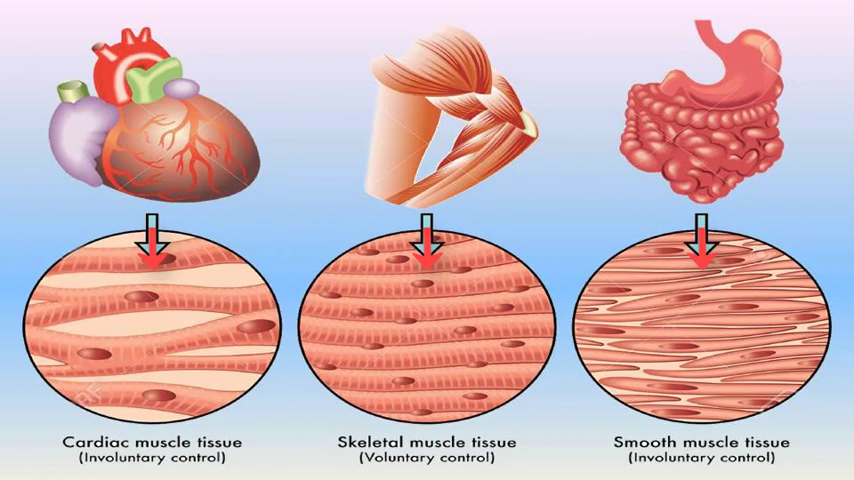 Cardiac muscle tissue
(Involuntary control)
Skeletal muscle tissue
(Voluntary control)
Smooth muscle tissue
(Involuntary control)